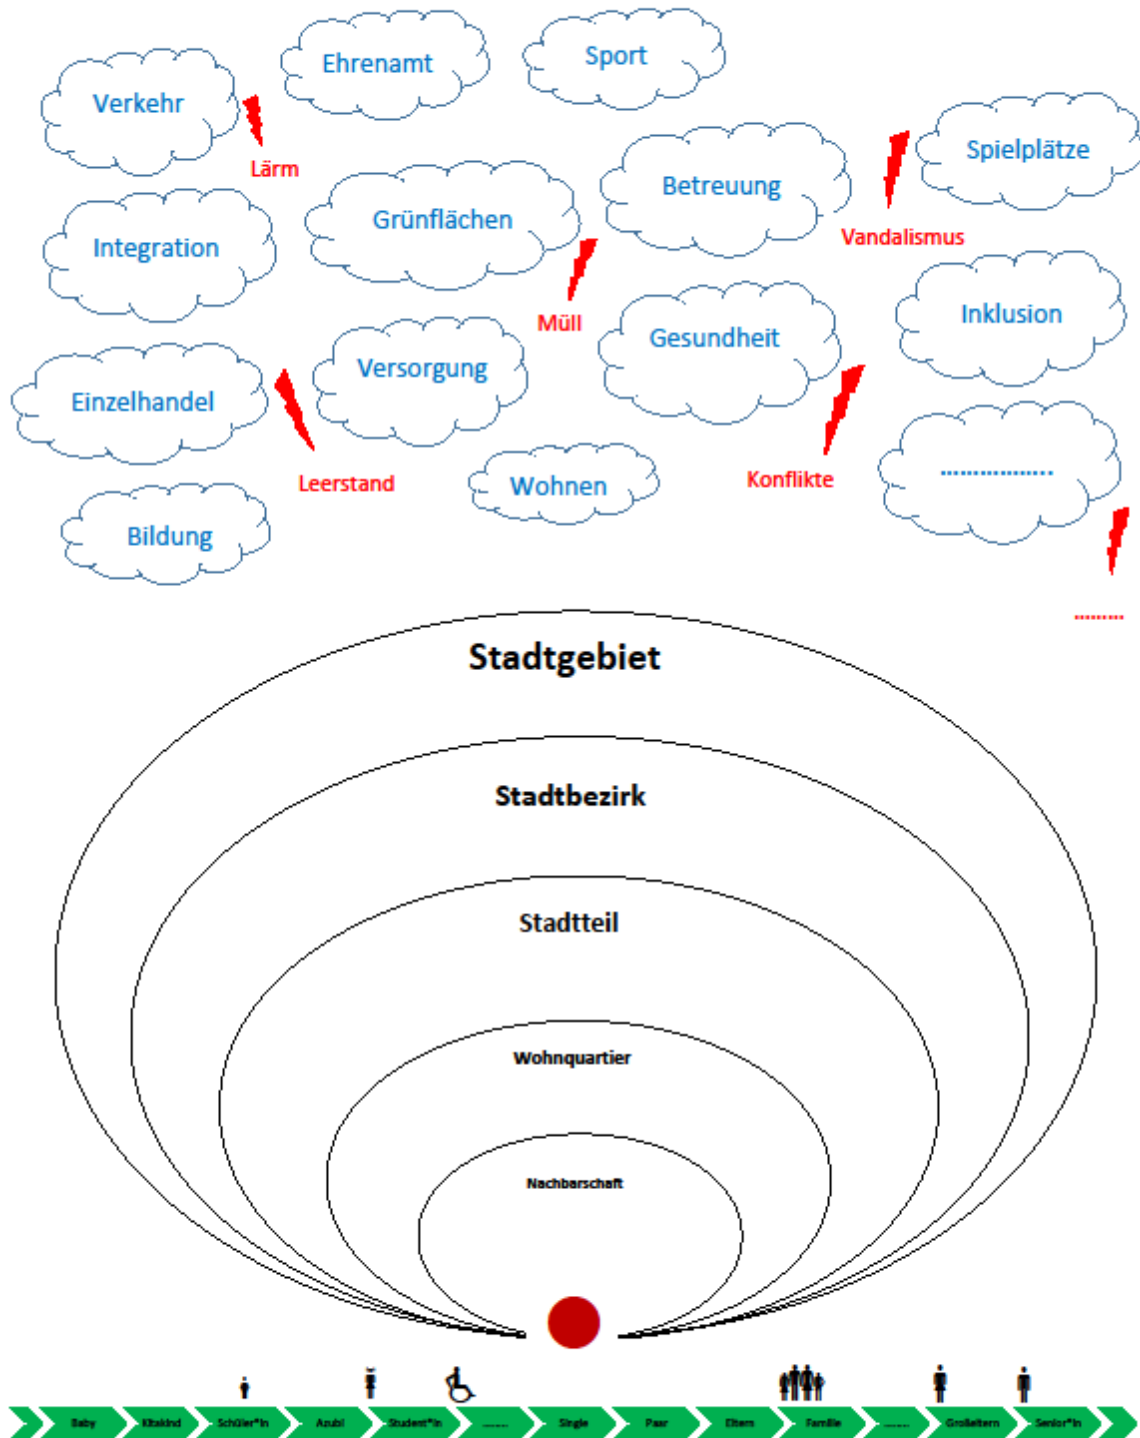 Ehrenamt
Sport
Verkehr
Spielplätze
Lärm
Betreuung
Grünflächen
Vandalismus
Integration
Müll
Gesundheit
Inklusion
Versorgung
Einzelhandel
Leerstand
Wohnen
Konflikte
................
Bildung
.........
Stadtgebiet
Stadtbezirk
Stadtteil
Wohnquartier
Nachbarschaft
Baby Kitakind Schüler*in Azubi Student*in ........ Single Paar Eltern Familie ........ Großeltern Senior*in